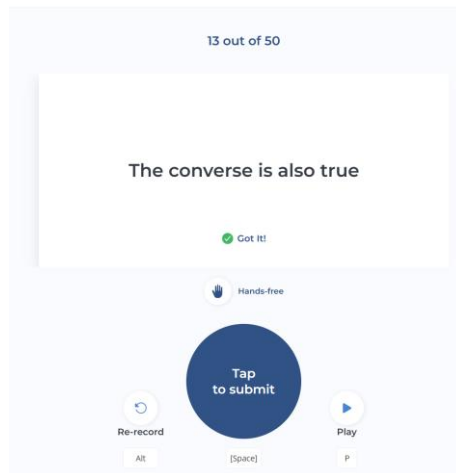 13 out of 50
The converse is also true
Got It!
Hands-free
Tap
to submit
Re-record
Play
Alt
[Space]
P